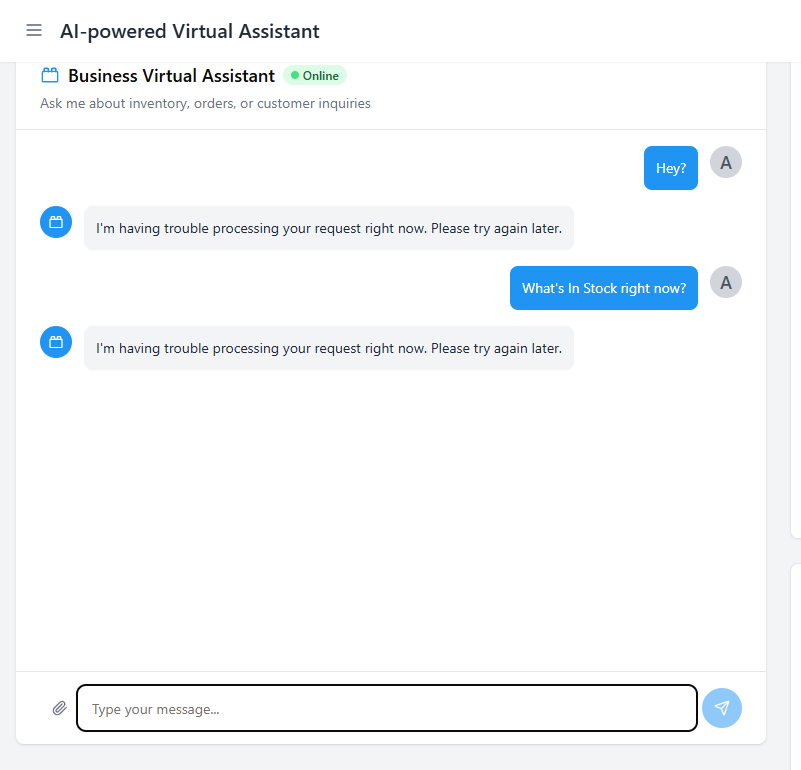 AI-powered Virtual Assistant
Business Virtual Assistant Online
Ask me about inventory, orders, or customer inquiries
Hey? A
I'm having trouble processing your request right now. Please try again later.
What's In Stock right now? A
I'm having trouble processing your request right now. Please try again later.
Type your message...